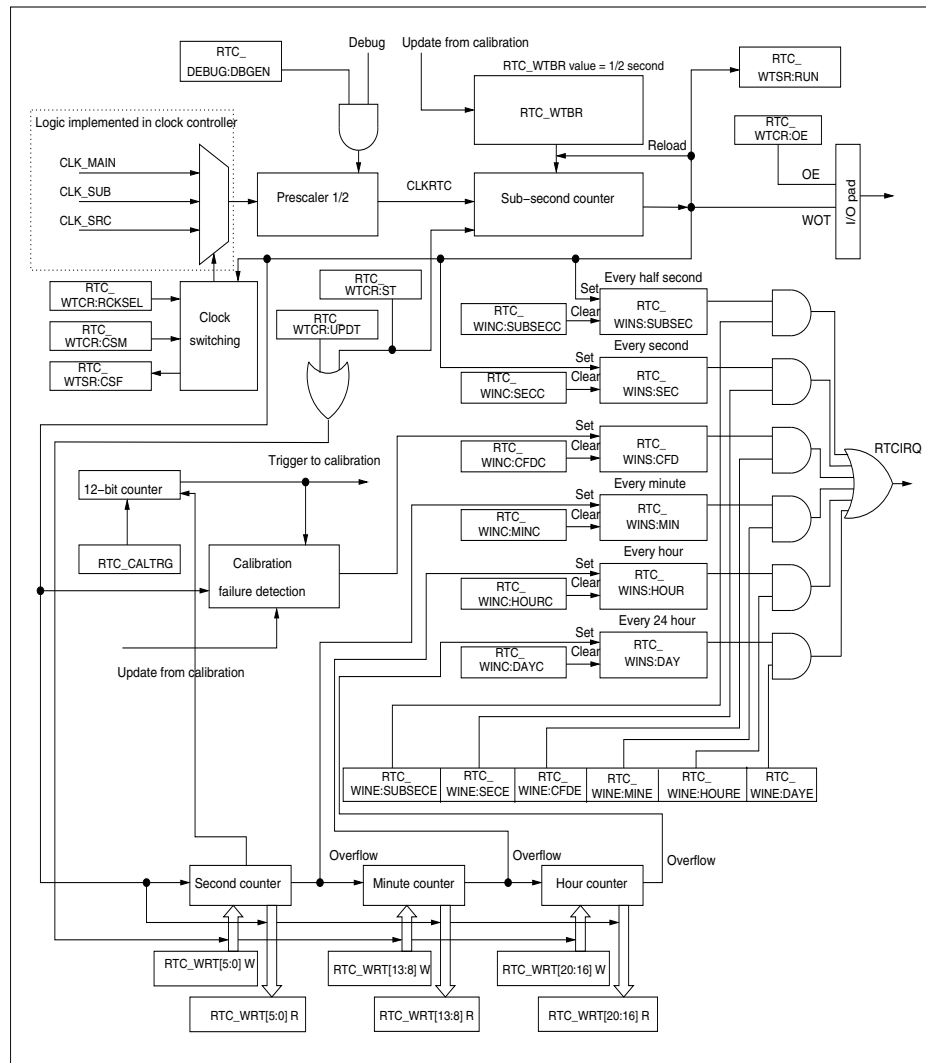 RTC_
DEBUG:DBGEN
Debug
Update from calibration
RTC_WTBR value = 1/2 second
RTC_WTBR
RTC_
WTSR:RUN
Logic implemented in clock controller
RTC_
WTCR:OE
Reload
CLK_MAIN
CLK_SUB
CLK_SRC
Prescaler 1/2
CLKRTC
Sub-second counter
OE
WOT
I/O pad
RTC_
WTCR:RCKSEL
RTC_
WTCR:CSM
RTC_
WTSR:CSF
Clock
switching
RTC_
WTCR:ST
RTC_
WTCR:UPDT
Every half second
Set
Clear
RTC_
WINC:SUBSECC
RTC_
WINS:SUBSEC
Every second
Set
Clear
RTC_
WINC:SECC
RTC_
WINS:SEC
Set
Clear
RTC_
WINC:CFDC
RTC_
WINS:CFD
RTCIRQ
Trigger to calibration
12-bit counter
RTC_CALTRG
Calibration
failure detection
Update from calibration
Every minute
Set
Clear
RTC_
WINC:MINC
RTC_
WINS:MIN
Every hour
Set
Clear
RTC_
WINC:HOURC
RTC_
WINS:HOUR
Every 24 hour
Set
Clear
RTC_
WINC:DAYC
RTC_
WINS:DAY
RTC_
WINE:SUBSECE
RTC_
WINE:SECE
RTC_
WINE:CFDE
RTC_
WINE:MINE
RTC_
WINE:HOURE
RTC_
WINE:DAYE
Overflow
Overflow
Overflow
Second counter
Minute counter
Hour counter
RTC_WRT[5:0] W
RTC_WRT[13:8] W
RTC_WRT[20:16] W
RTC_WRT[5:0] R
RTC_WRT[13:8] R
RTC_WRT[20:16] R